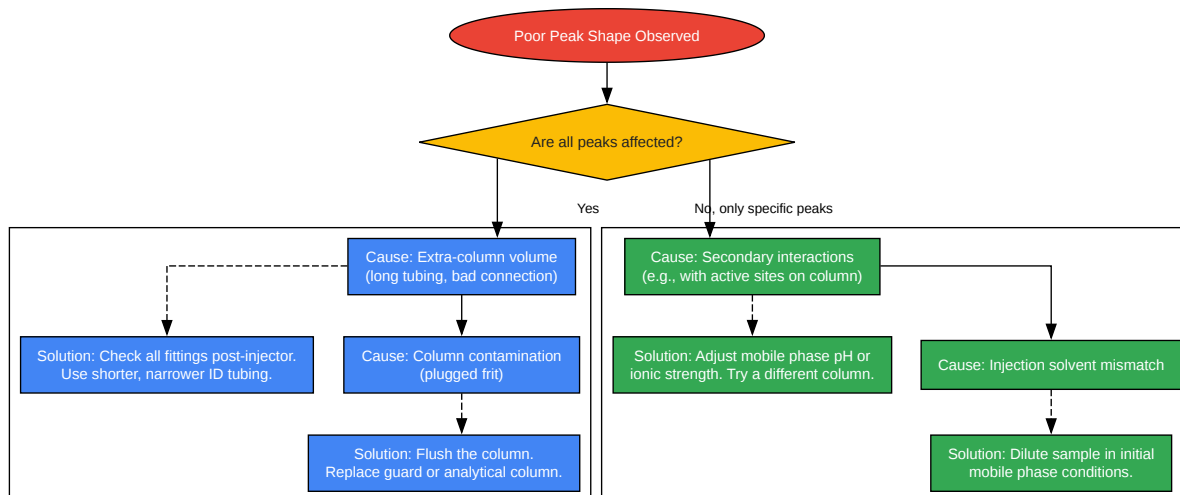 Poor Peak Shape Observed
Are all peaks affected?
Yes
No, only specific peaks
Cause: Extra-column volume
(long tubing, bad connection)
Cause: Secondary interactions
(e.g., with active sites on column)
Solution: Check all fittings post-injector.
Use shorter, narrower ID tubing.
Cause: Column contamination
(plugged frit)
Solution: Adjust mobile phase pH or
ionic strength. Try a different column.
Cause: Injection solvent mismatch
Solution: Flush the column.
Replace guard or analytical column.
Solution: Dilute sample in initial
mobile phase conditions.